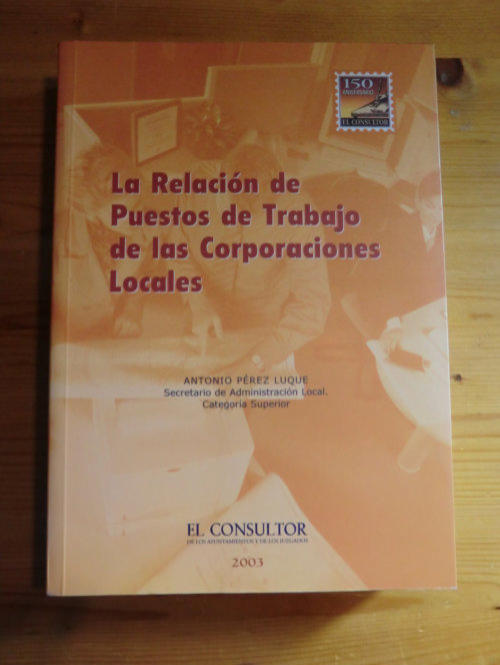 150
ANIVERSARIO
EL CONSULTOR
La Relación de
Puestos de Trabajo
de las Corporaciones
Locales
ANTONIO PÉREZ LUQUE
Secretario de Administración Local.
Categoría Superior
EL CONSULTOR
DE LOS AYUNTAMIENTOS Y DE LOS JUZGADOS
2003